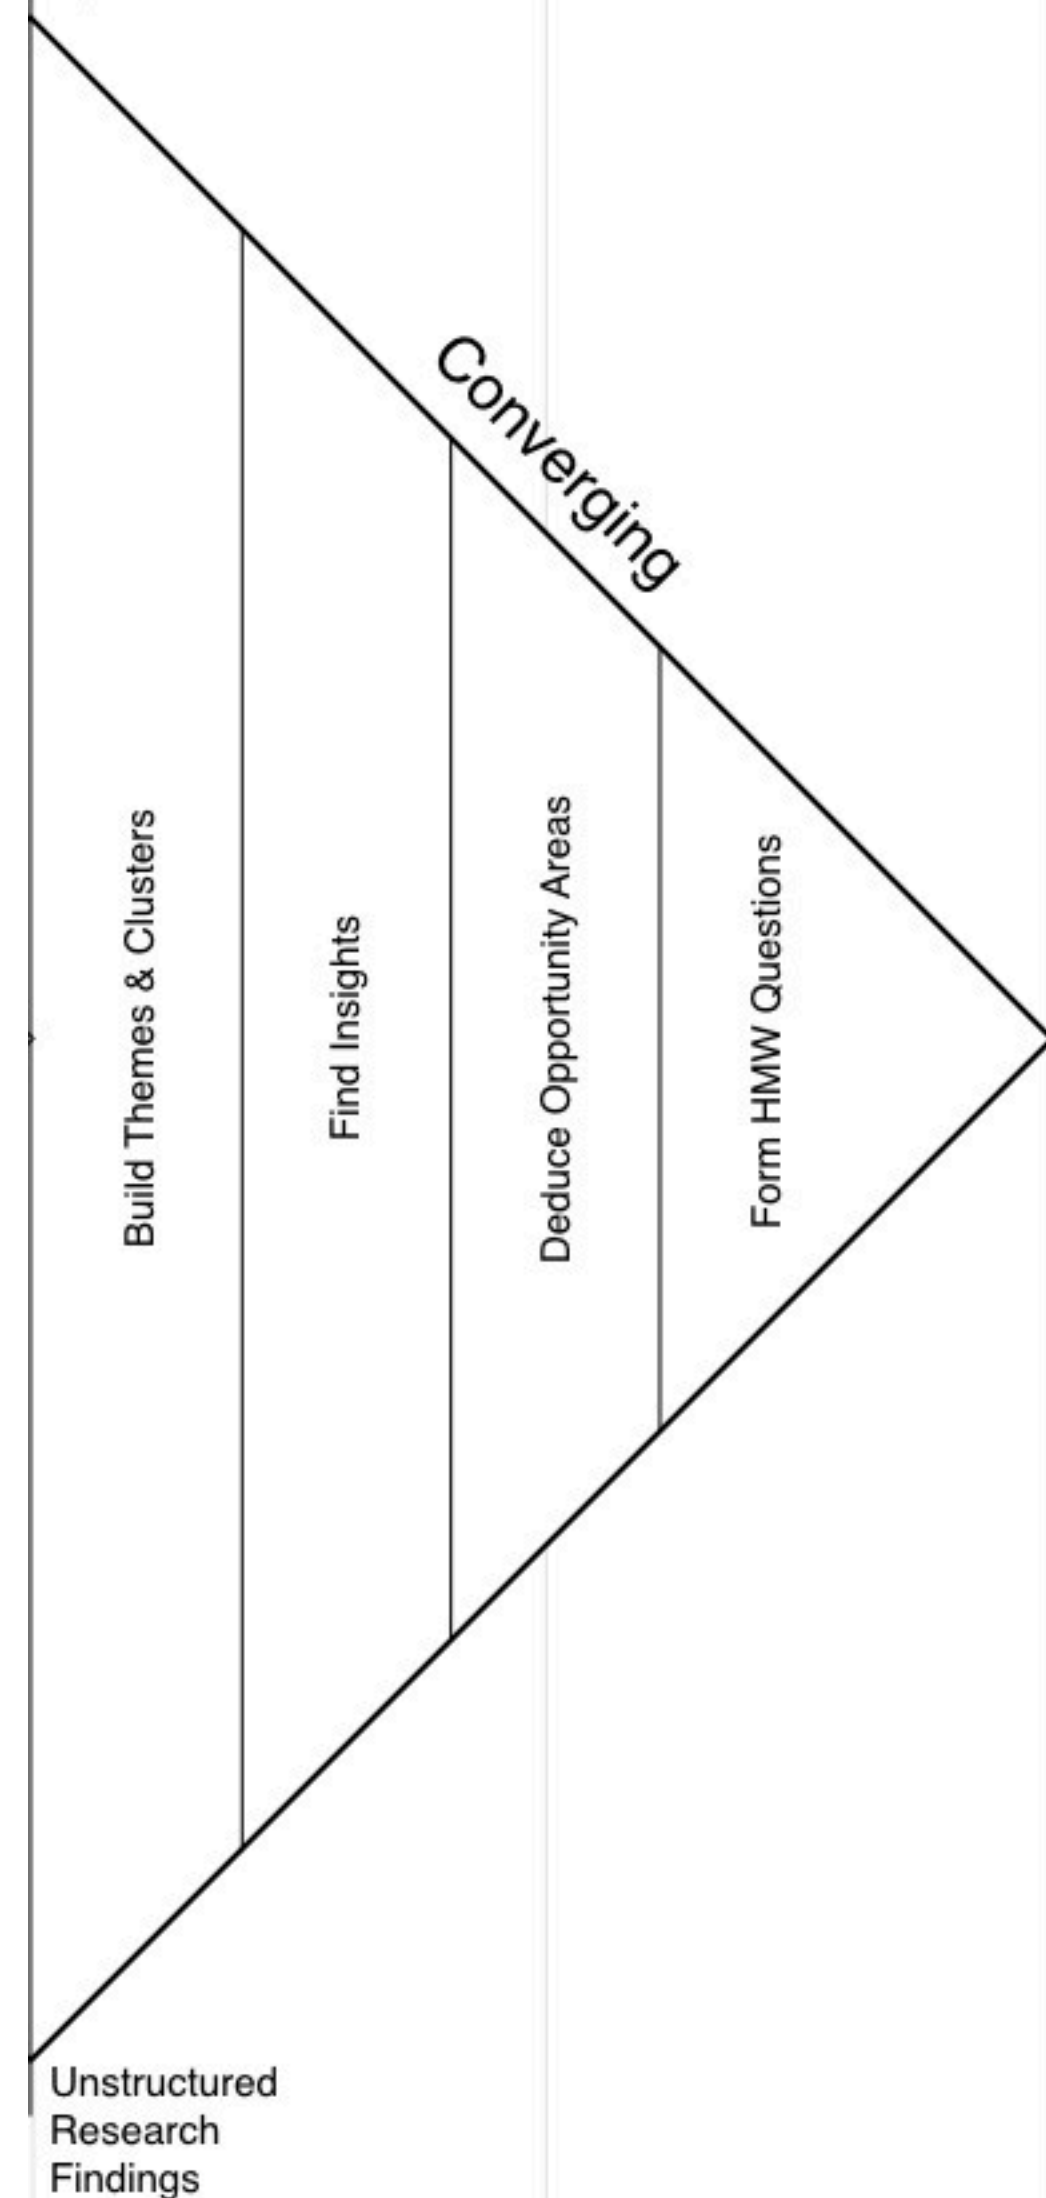 Converging
Build Themes & Clusters
Find Insights
Deduce Opportunity Areas
Form HMW Questions
Unstructured
Research
Findings